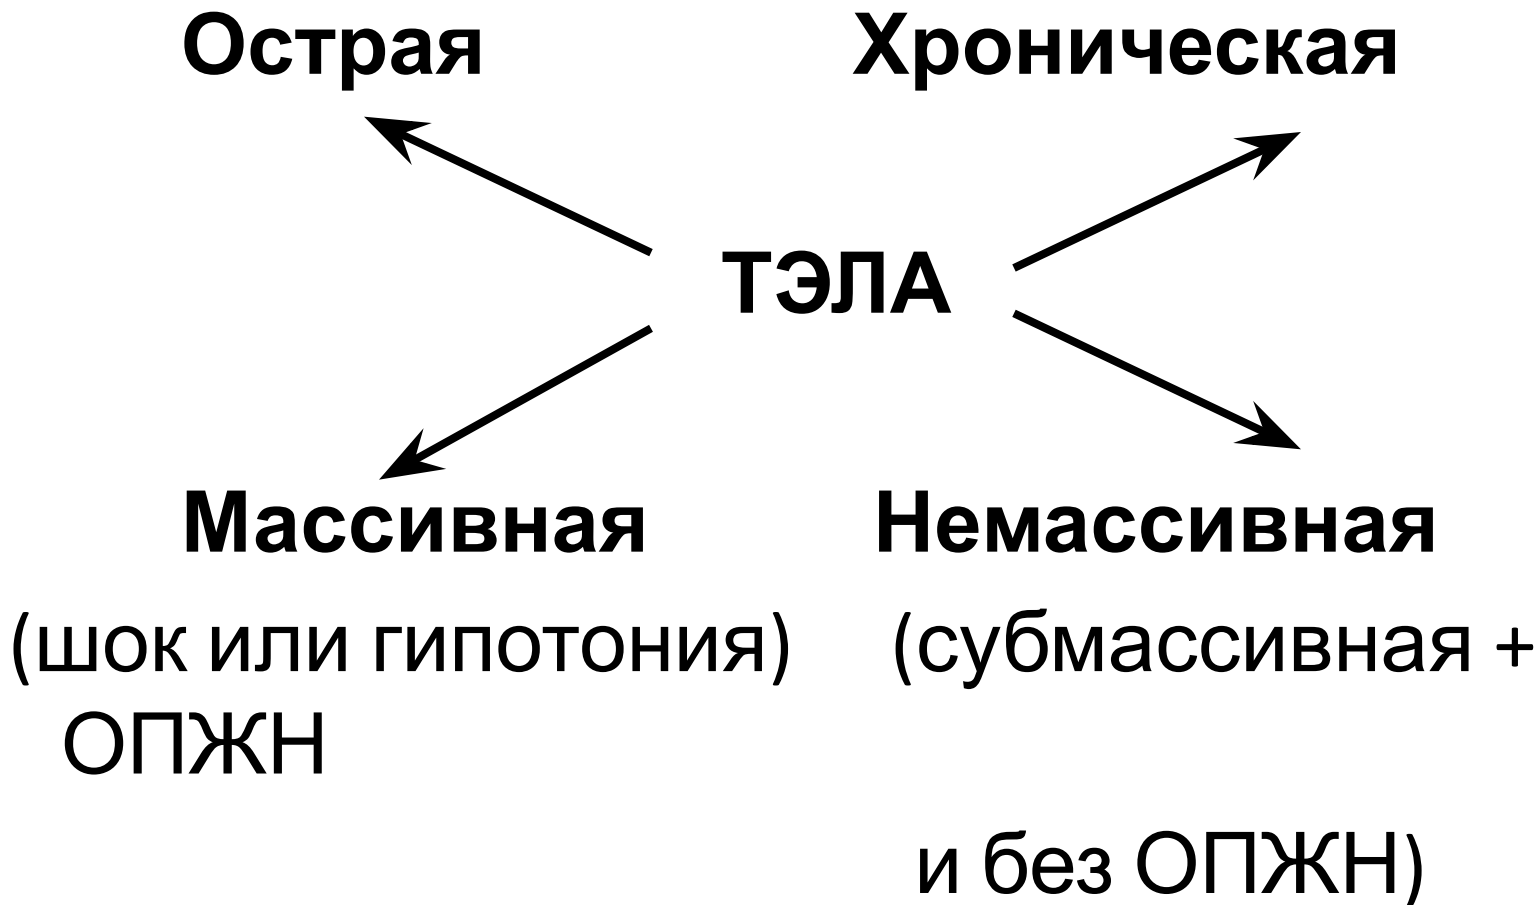 Острая Хроническая
ТЭЛА
Массивная Немассивная
(шок или гипотония) (субмассивная +
ОПЖН
и без ОПЖН)